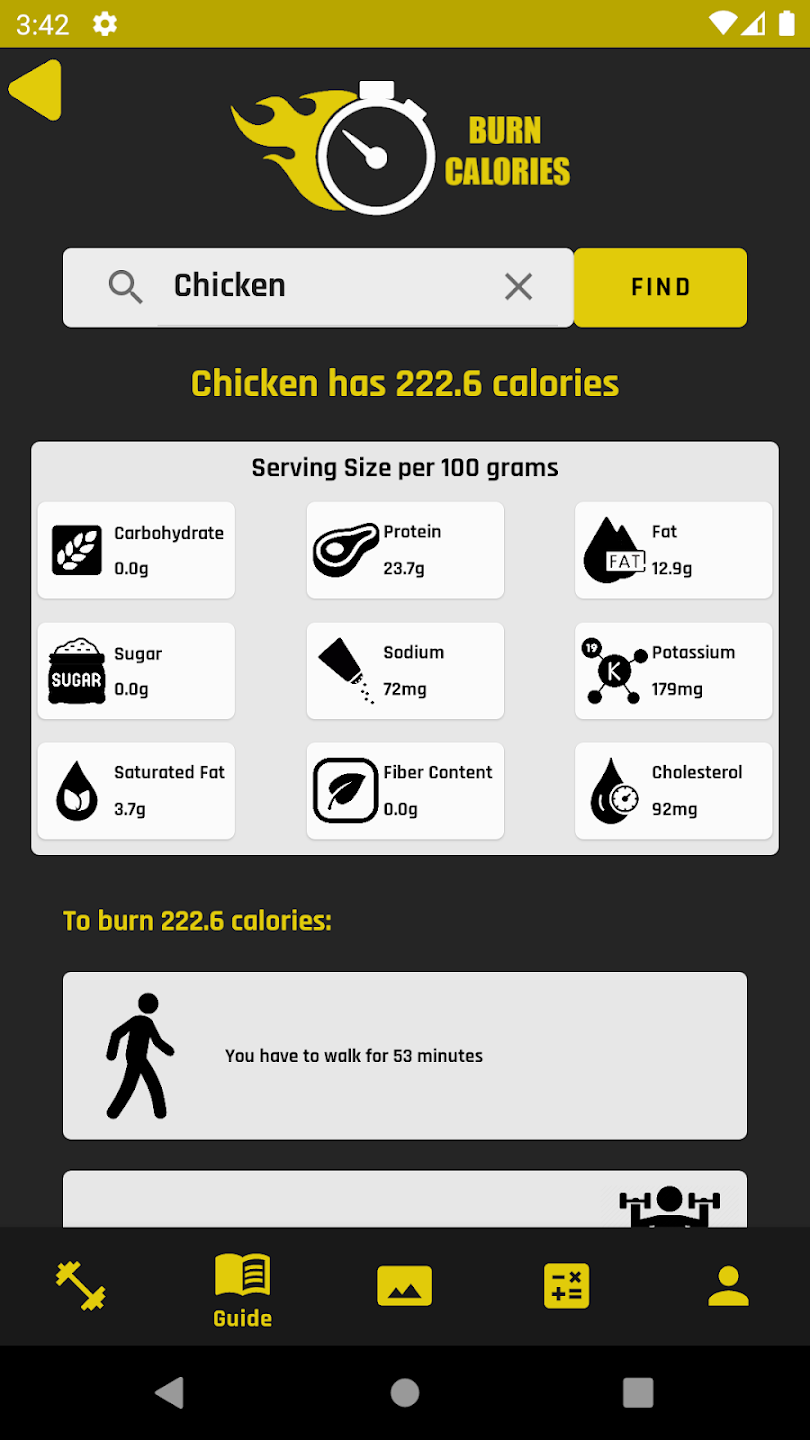 3:42
BURN
CALORIES
Chicken
FIND
Chicken has 222.6 calories
Serving Size per 100 grams
Carbohydrate
0.0g
Protein
23.7g
FAT
Fat
12.9g
SUGAR
Sugar
0.0g
Sodium
72mg
19
K
Potassium
179mg
Saturated Fat
3.7g
Fiber Content
0.0g
Cholesterol
92mg
To burn 222.6 calories:
You have to walk for 53 minutes
Guide